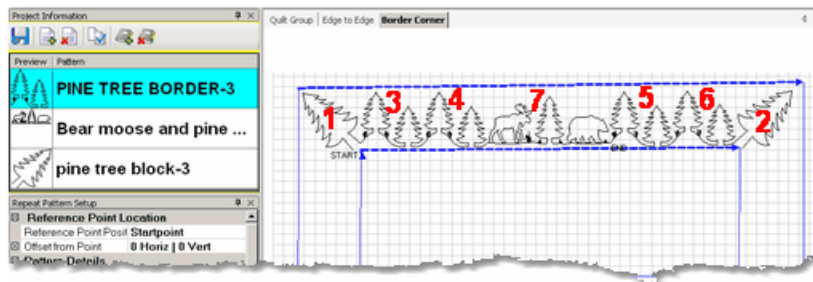 Project Information
Preview Pattern
PINE TREE BORDER-3
Bear moose and pine ...
pine tree block-3
Repeat Pattern Setup
Reference Point Location
Reference Point Posit Startpoint
Offset from Point 0 Horiz | 0 Vert
Pattern Details
Quilt Group Edge to Edge Border Corner
1 3 4 7 5 6 2
START
END